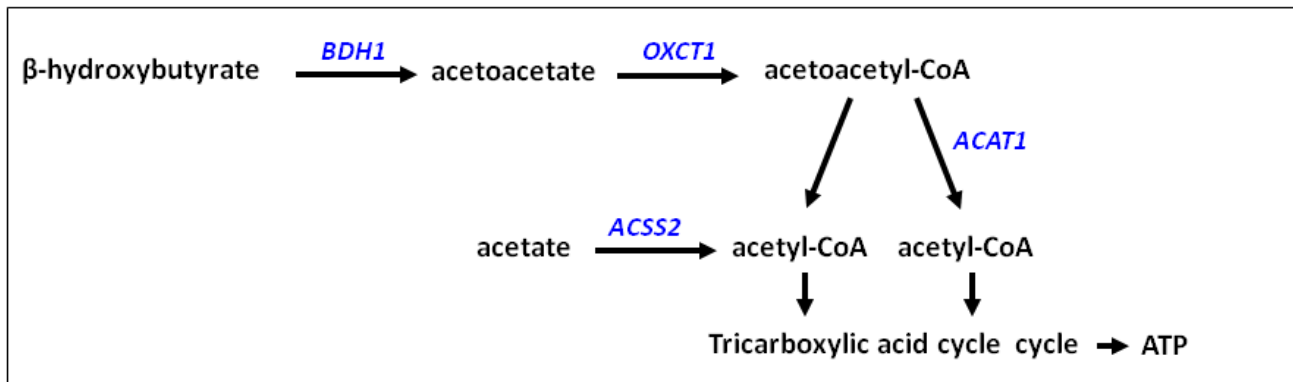 β-hydroxybutyrate BDH1 acetoacetate OXCT1 acetoacetyl-CoA
ACAT1
acetate ACSS2 acetyl-CoA acetyl-CoA
Tricarboxylic acid cycle cycle ATP